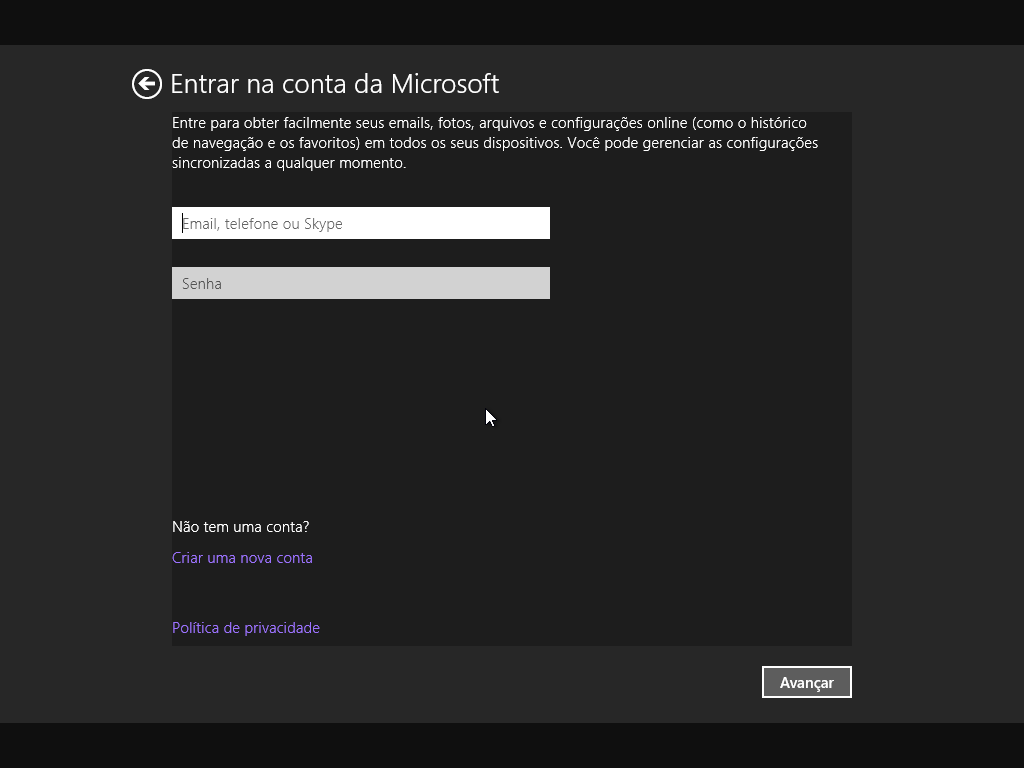 Entrar na conta da Microsoft
Entre para obter facilmente seus emails, fotos, arquivos e configurações online (como o histórico
de navegação e os favoritos) em todos os seus dispositivos. Você pode gerenciar as configurações
sincronizadas a qualquer momento.
Email, telefone ou Skype
Senha
Não tem uma conta?
Criar uma nova conta
Política de privacidade
Avançar